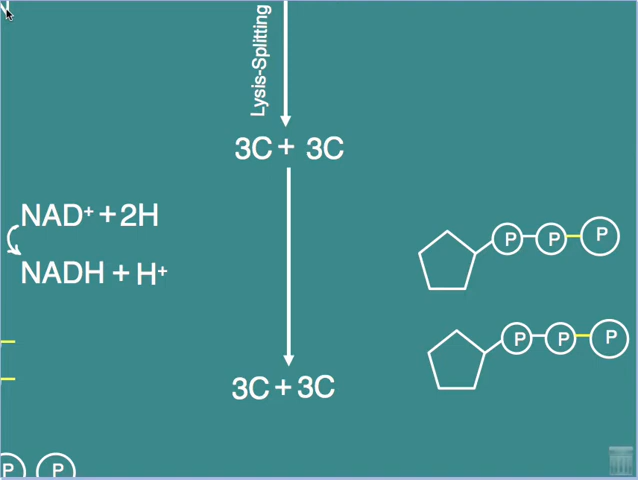 Lysis-Splitting
3C + 3C
NAD⁺ + 2H
NADH + H⁺
P P P
P P P
3C + 3C
P P